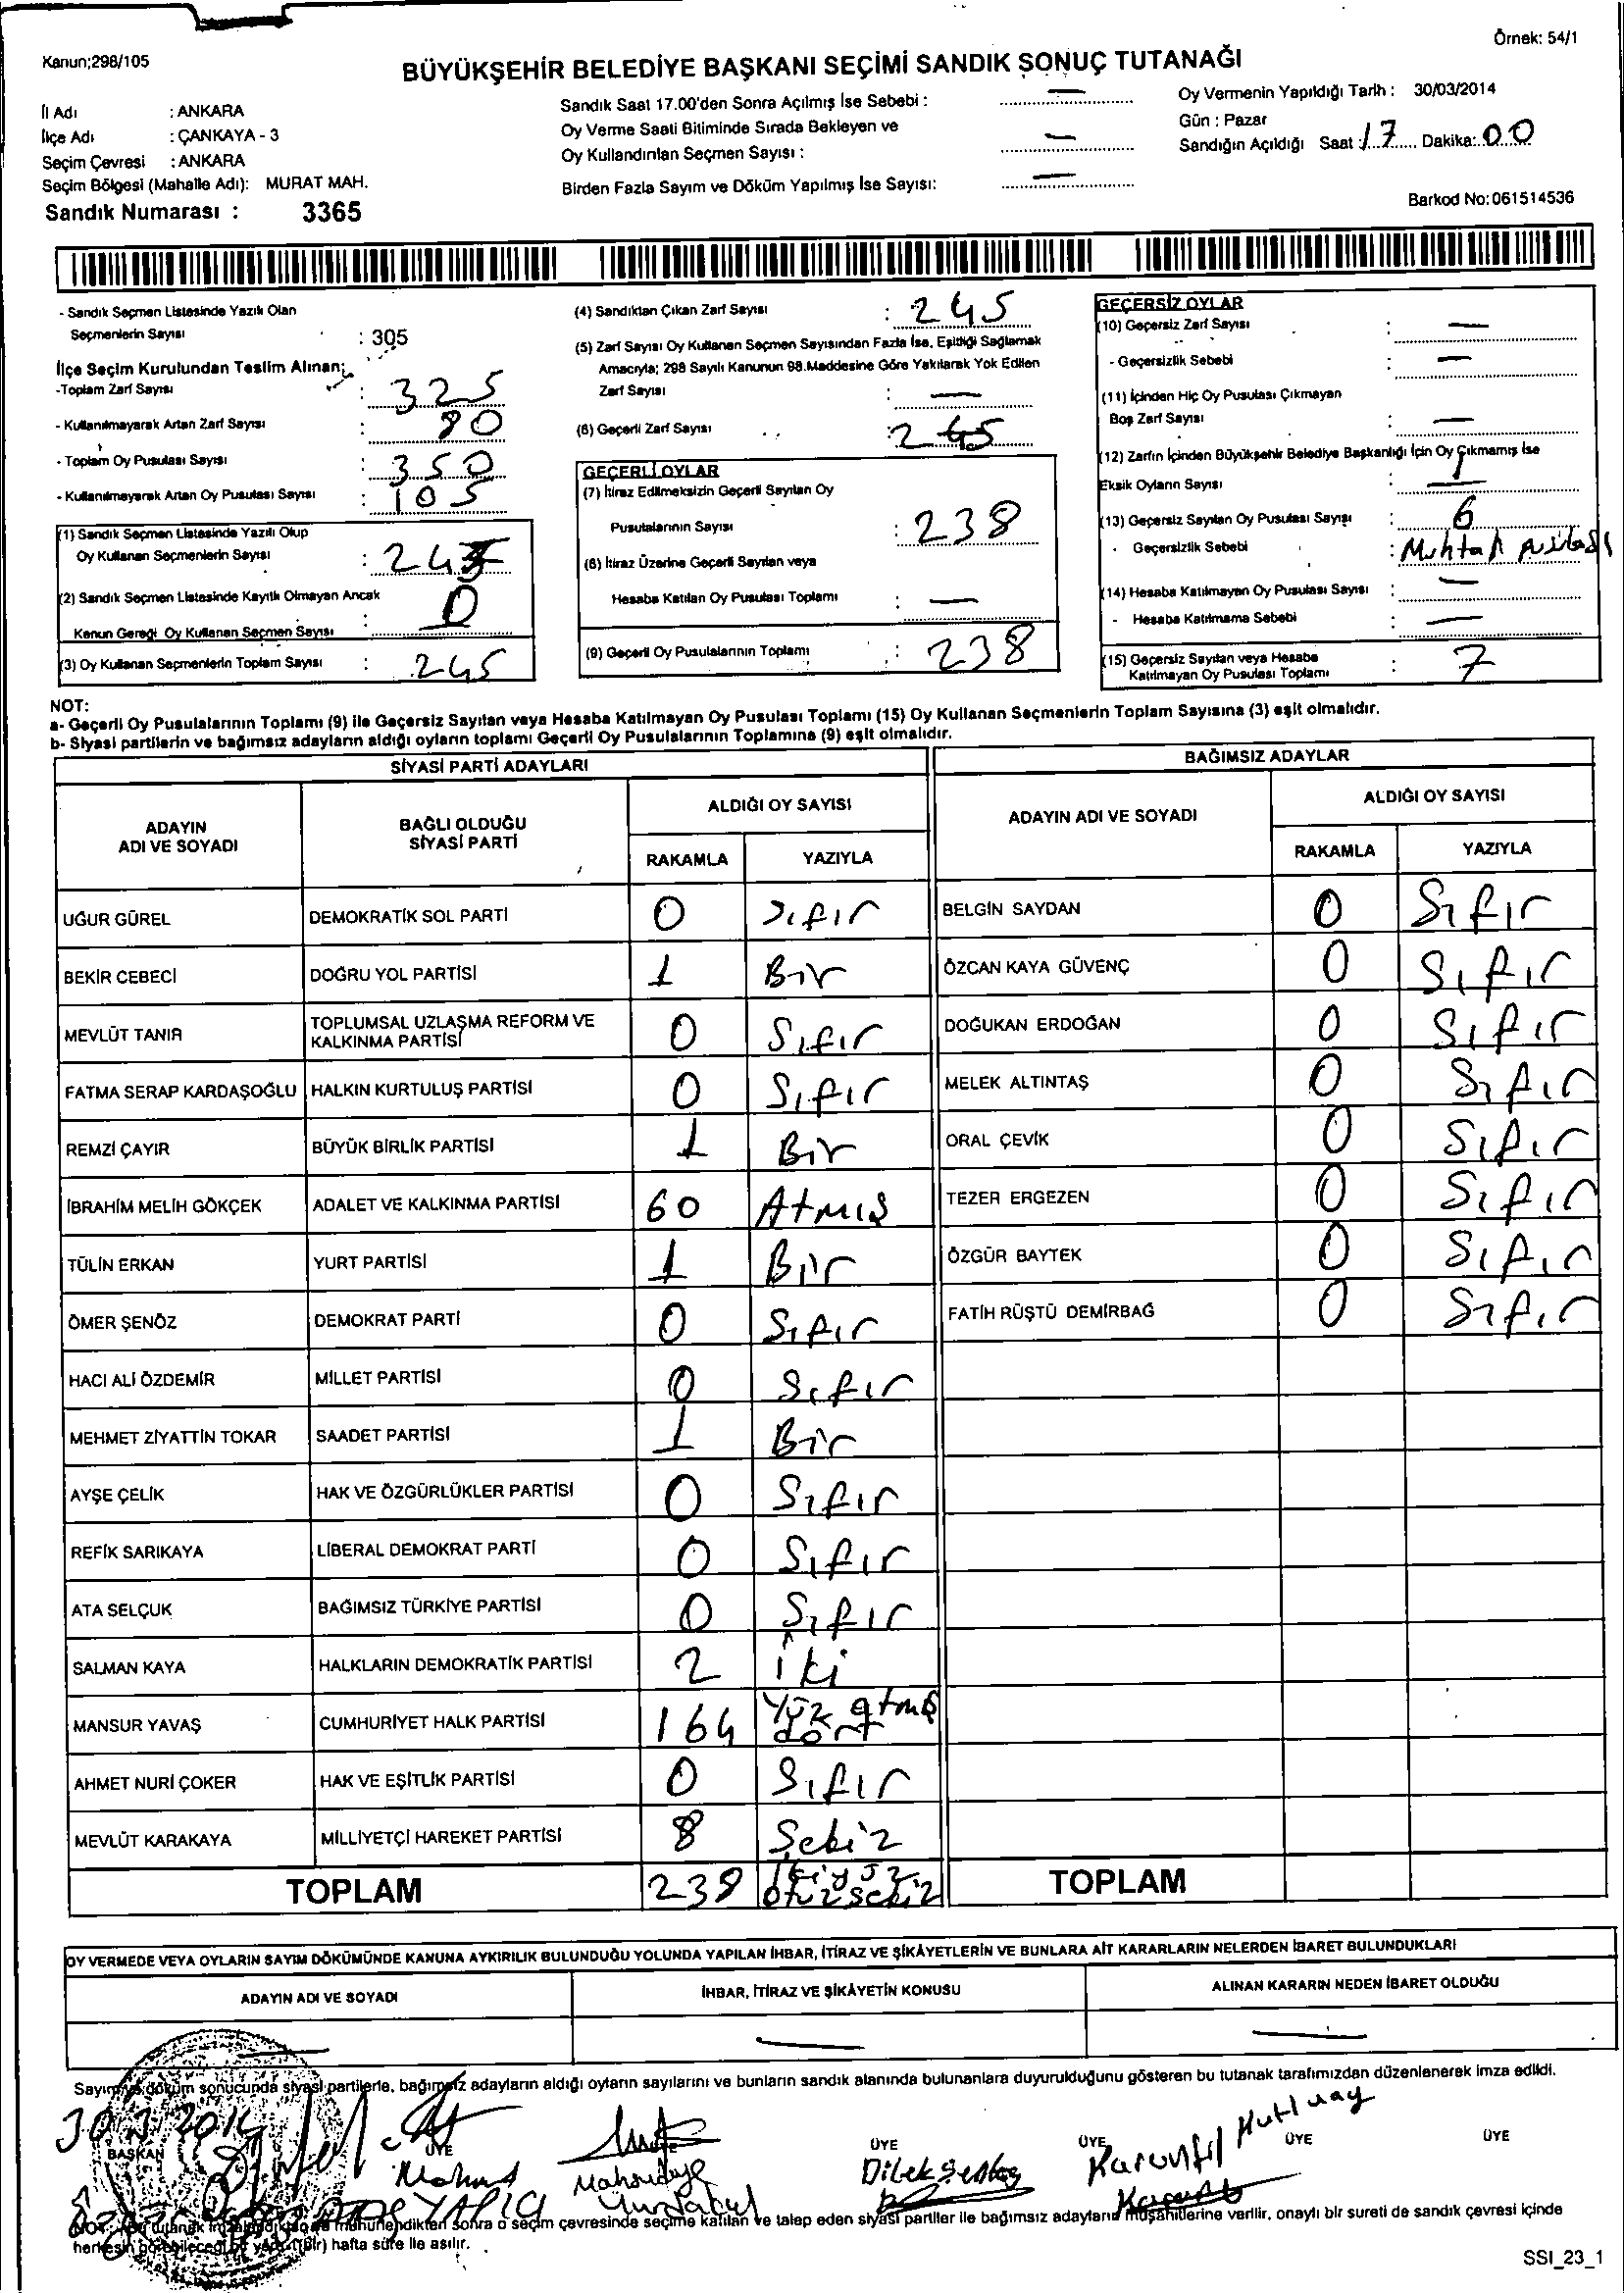 Örnek: 54/1
Kanun;298/105
BÜYÜKŞEHİR BELEDİYE BAŞKANI SEÇİMİ SANDIK SONUÇ TUTANAĞI
İl Adı : ANKARA
İlçe Adı : ÇANKAYA - 3
Seçim Çevresi : ANKARA
Seçim Bölgesi (Mahalle Adı): MURAT MAH.
Sandık Numarası : 3365
Sandık Saat 17.00'den Sonra Açılmış İse Sebebi : —
Oy Verme Saati Bitiminde Sırada Bekleyen ve
Oy Kullandırılan Seçmen Sayısı : —
Birden Fazla Sayım ve Döküm Yapılmış İse Sayısı: —
Oy Vermenin Yapıldığı Tarih : 30/03/2014
Gün : Pazar
Sandığın Açıldığı Saat : 17 Dakika: 00
Barkod No: 061514536
- Sandık Seçmen Listesinde Yazılı Olan
Seçmenlerin Sayısı : 305
İlçe Seçim Kurulundan Teslim Alınan;
-Toplam Zarf Sayısı : 325
- Kullanılmayarak Artan Zarf Sayısı : 80
- Toplam Oy Pusulası Sayısı : 350
- Kullanılmayarak Artan Oy Pusulası Sayısı : 105
(1) Sandık Seçmen Listesinde Yazılı Olup
Oy Kullanan Seçmenlerin Sayısı : 245
(2) Sandık Seçmen Listesinde Kayıtlı Olmayan Ancak
Kanun Gereği Oy Kullanan Seçmen Sayısı : 0
(3) Oy Kullanan Seçmenlerin Toplam Sayısı : 245
(4) Sandıktan Çıkan Zarf Sayısı : 245
(5) Zarf Sayısı Oy Kullanan Seçmen Sayısından Fazla İse, Eşitliği Sağlamak
Amacıyla; 298 Sayılı Kanunun 98.Maddesine Göre Yakılarak Yok Edilen
Zarf Sayısı : —
(6) Geçerli Zarf Sayısı : 245
GEÇERLİ OYLAR
(7) İtiraz Edilmeksizin Geçerli Sayılan Oy
Pusulalarının Sayısı : 238
(8) İtiraz Üzerine Geçerli Sayılan veya
Hesaba Katılan Oy Pusulası Toplamı : —
(9) Geçerli Oy Pusulalarının Toplamı : 238
GEÇERSİZ OYLAR
(10) Geçersiz Zarf Sayısı : —
- Geçersizlik Sebebi : —
(11) İçinden Hiç Oy Pusulası Çıkmayan
Boş Zarf Sayısı : —
(12) Zarfın İçinden Büyükşehir Belediye Başkanlığı İçin Oy Çıkmamış İse
Eksik Oyların Sayısı : 1
(13) Geçersiz Sayılan Oy Pusulası Sayısı : 6
- Geçersizlik Sebebi : Muhtar pusulası
(14) Hesaba Katılmayan Oy Pusulası Sayısı : —
- Hesaba Katılmama Sebebi : —
(15) Geçersiz Sayılan veya Hesaba
Katılmayan Oy Pusulası Toplamı : 7
NOT:
a- Geçerli Oy Pusulalarının Toplamı (9) ile Geçersiz Sayılan veya Hesaba Katılmayan Oy Pusulası Toplamı (15) Oy Kullanan Seçmenlerin Toplam Sayısına (3) eşit olmalıdır.
b- Siyasi partilerin ve bağımsız adayların aldığı oyların toplamı Geçerli Oy Pusulalarının Toplamına (9) eşit olmalıdır.
SİYASİ PARTİ ADAYLARI
ADAYIN ADI VE SOYADI BAĞLI OLDUĞU SİYASİ PARTİ ALDIĞI OY SAYISI
RAKAMLA YAZIYLA
UĞUR GÜREL DEMOKRATİK SOL PARTİ 0 Sıfır
BEKİR CEBECİ DOĞRU YOL PARTİSİ 1 Bir
MEVLÜT TANIR TOPLUMSAL UZLAŞMA REFORM VE KALKINMA PARTİSİ 0 Sıfır
FATMA SERAP KARDAŞOĞLU HALKIN KURTULUŞ PARTİSİ 0 Sıfır
REMZİ ÇAYIR BÜYÜK BİRLİK PARTİSİ 1 Bir
İBRAHİM MELİH GÖKÇEK ADALET VE KALKINMA PARTİSİ 60 Atmış
TÜLİN ERKAN YURT PARTİSİ 1 Bir
ÖMER ŞENÖZ DEMOKRAT PARTİ 0 Sıfır
HACI ALİ ÖZDEMİR MİLLET PARTİSİ 0 Sıfır
MEHMET ZİYATTİN TOKAR SAADET PARTİSİ 1 Bir
AYŞE ÇELİK HAK VE ÖZGÜRLÜKLER PARTİSİ 0 Sıfır
REFİK SARIKAYA LİBERAL DEMOKRAT PARTİ 0 Sıfır
ATA SELÇUK BAĞIMSIZ TÜRKİYE PARTİSİ 0 Sıfır
SALMAN KAYA HALKLARIN DEMOKRATİK PARTİSİ 2 iki
MANSUR YAVAŞ CUMHURİYET HALK PARTİSİ 164 Yüz atmış dört
AHMET NURİ ÇOKER HAK VE EŞİTLİK PARTİSİ 0 Sıfır
MEVLÜT KARAKAYA MİLLİYETÇİ HAREKET PARTİSİ 8 Sekiz
TOPLAM 238 ikiyüz otuzsekiz
BAĞIMSIZ ADAYLAR
ADAYIN ADI VE SOYADI ALDIĞI OY SAYISI
RAKAMLA YAZIYLA
BELGİN SAYDAN 0 Sıfır
ÖZCAN KAYA GÜVENÇ 0 Sıfır
DOĞUKAN ERDOĞAN 0 Sıfır
MELEK ALTINTAŞ 0 Sıfır
ORAL ÇEVİK 0 Sıfır
TEZER ERGEZEN 0 Sıfır
ÖZGÜR BAYTEK 0 Sıfır
FATİH RÜŞTÜ DEMİRBAĞ 0 Sıfır
TOPLAM
OY VERMEDE VEYA OYLARIN SAYIM DÖKÜMÜNDE KANUNA AYKIRILIK BULUNDUĞU YOLUNDA YAPILAN İHBAR, İTİRAZ VE ŞİKÂYETLERİN VE BUNLARA AİT KARARLARIN NELERDEN İBARET BULUNDUKLARI
ADAYIN ADI VE SOYADI İHBAR, İTİRAZ VE ŞİKÂYETİN KONUSU ALINAN KARARIN NEDEN İBARET OLDUĞU
— — —
Sayım ve döküm sonucunda siyasi partilerle, bağımsız adayların aldığı oyların sayılarını ve bunların sandık alanında bulunanlara duyurulduğunu gösteren bu tutanak tarafımızdan düzenlenerek imza edildi.
30.3.2014
BAŞKAN ÜYE ÜYE ÜYE ÜYE ÜYE
Mahmut YAPICI
Dilek
Karanfil Kutluay
NOT: Bu tutanak imzalandıktan ve mühürlendikten sonra o seçim çevresinde seçime katılan ve talep eden siyasi partiler ile bağımsız adayların müşahitlerine verilir, onaylı bir sureti de sandık çevresi içinde
herkesin görebileceği bir yere 1 (Bir) hafta süre ile asılır.
SSI_23_1